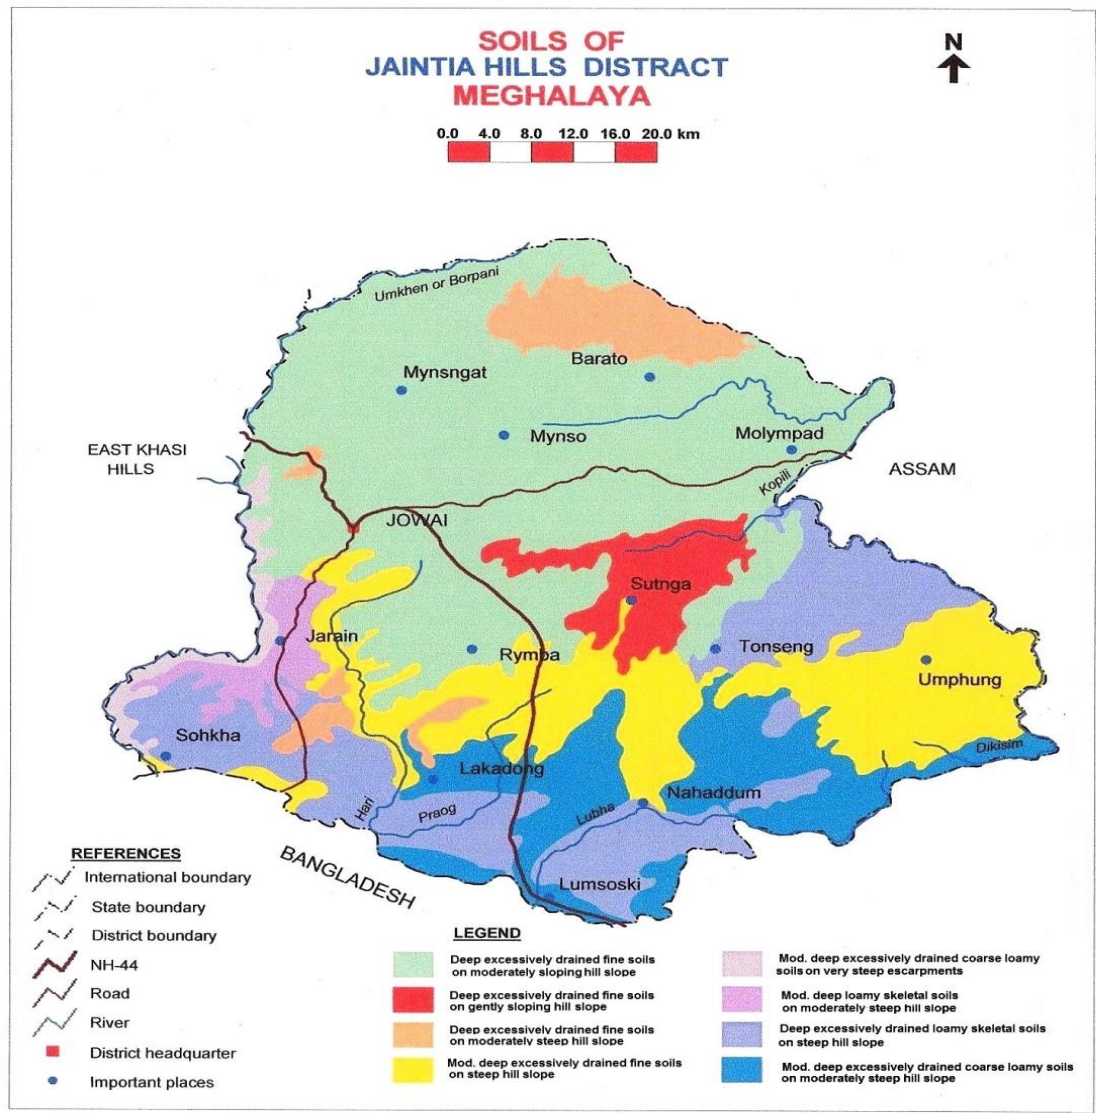 SOILS OF
JAINTIA HILLS DISTRACT
MEGHALAYA
N
0.0 4.0 8.0 12.0 16.0 20.0 km
Umkhen or Borpani
Barato
Mynsngat
Mynso
Molympad
EAST KHASI
HILLS
ASSAM
Kopili
JOWAI
Sutnga
Jarain
Rymba
Tonseng
Umphung
Sohkha
Dikisim
Lakadong
Nahaddum
Hari
Praog
Lubha
BANGLADESH
Lumsoski
REFERENCES
International boundary
State boundary
District boundary
NH-44
Road
River
District headquarter
Important places
LEGEND
Deep excessively drained fine soils
on moderately sloping hill slope
Deep excessively drained fine soils
on gently sloping hill slope
Deep excessively drained fine soils
on moderately steep hill slope
Mod. deep excessively drained fine soils
on steep hill slope
Mod. deep excessively drained coarse loamy
soils on very steep escarpments
Mod. deep loamy skeletal soils
on moderately steep hill slope
Deep excessively drained loamy skeletal soils
on steep hill slope
Mod. deep excessively drained coarse loamy soils
on moderately steep hill slope